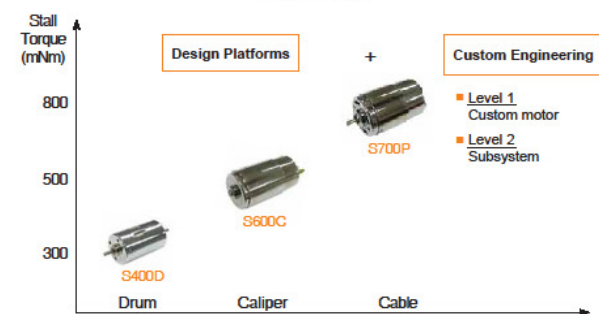 Stall
Torque
(mNm)
Design Platforms
+
Custom Engineering
800
Level 1
Custom motor
S700P
Level 2
Subsystem
500
S600C
300
S400D
Drum
Caliper
Cable